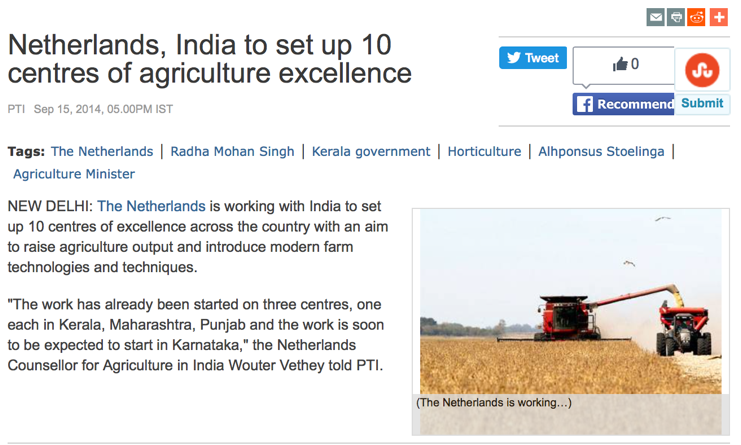 Netherlands, India to set up 10
centres of agriculture excellence
PTI Sep 15, 2014, 05.00PM IST
Tweet
0
Recommend
Submit
Tags: The Netherlands | Radha Mohan Singh | Kerala government | Horticulture | Alhponsus Stoelinga |
Agriculture Minister
NEW DELHI: The Netherlands is working with India to set
up 10 centres of excellence across the country with an aim
to raise agriculture output and introduce modern farm
technologies and techniques.
"The work has already been started on three centres, one
each in Kerala, Maharashtra, Punjab and the work is soon
to be expected to start in Karnataka," the Netherlands
Counsellor for Agriculture in India Wouter Vethey told PTI.
(The Netherlands is working…)